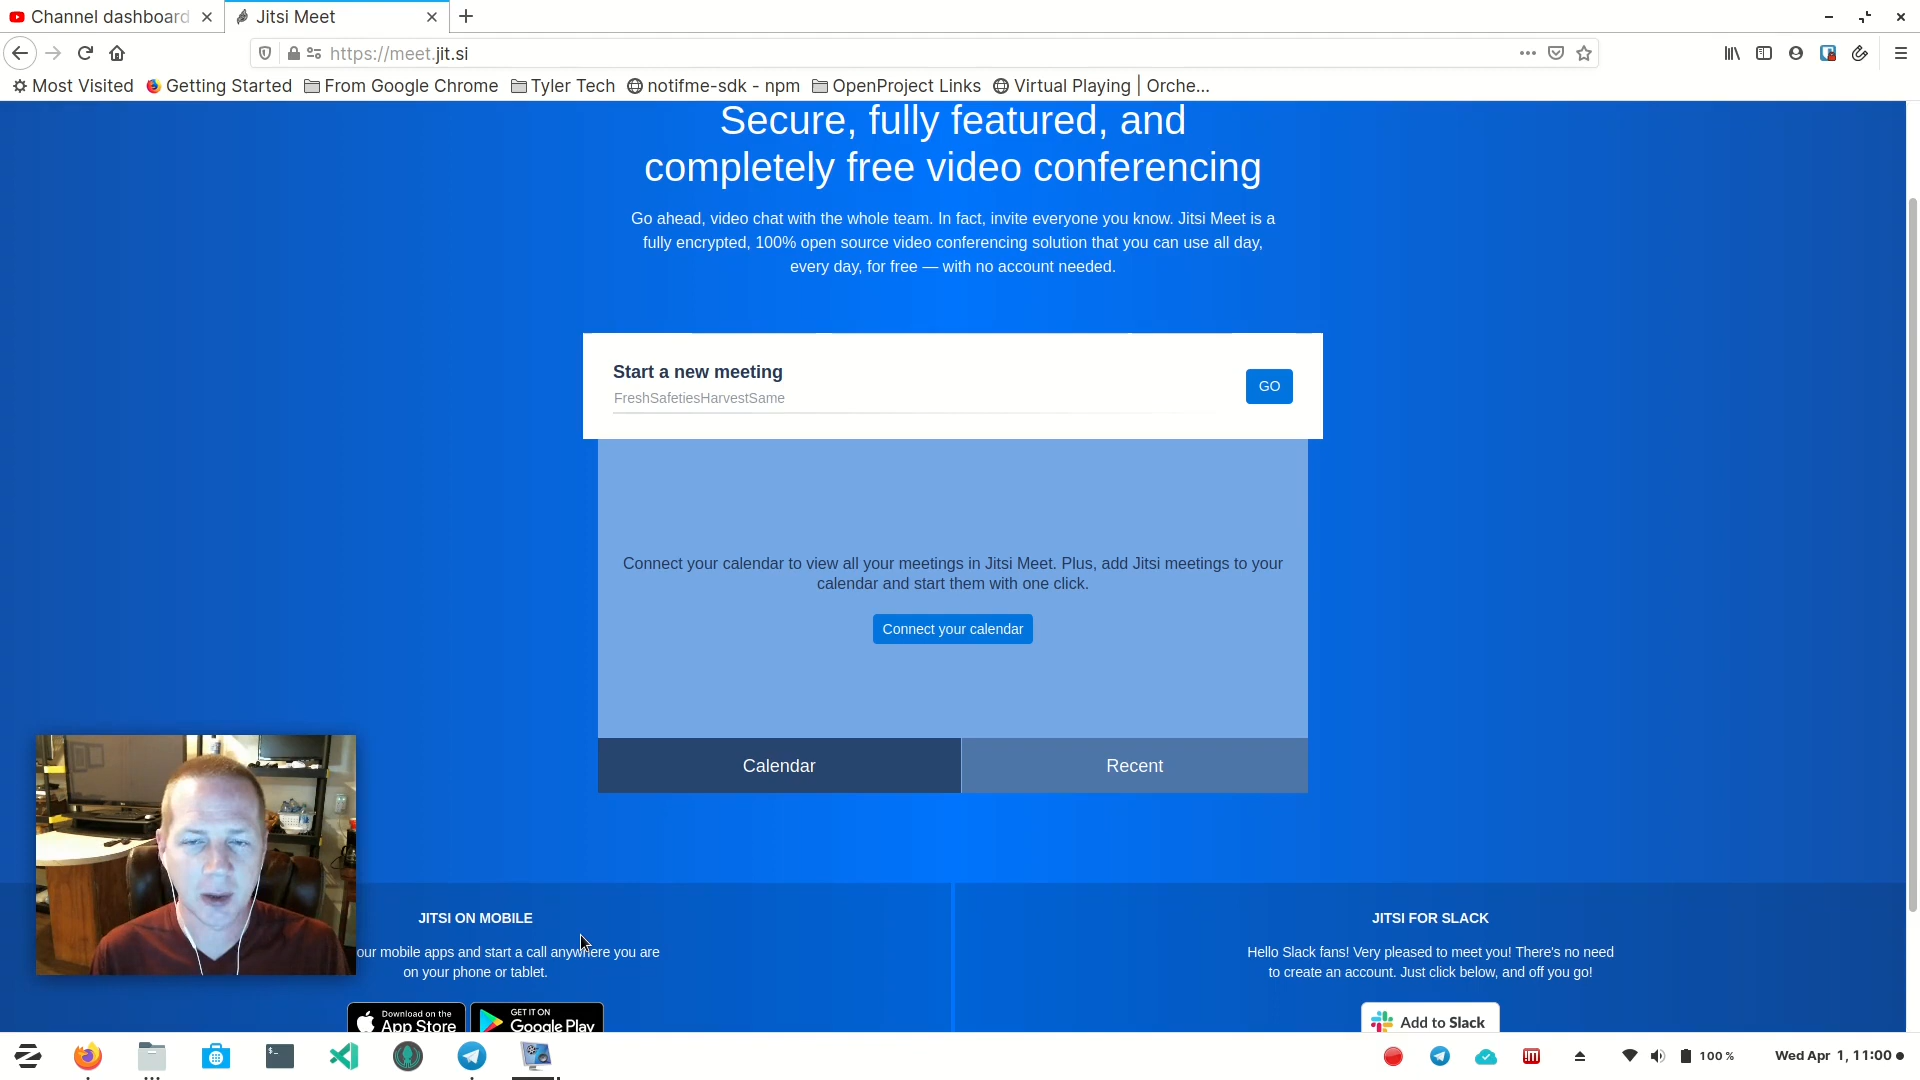 Channel dashboard
Jitsi Meet
https://meet.jit.si
Most Visited
Getting Started
From Google Chrome
Tyler Tech
notifme-sdk - npm
OpenProject Links
Virtual Playing | Orche...
Secure, fully featured, and
completely free video conferencing
Go ahead, video chat with the whole team. In fact, invite everyone you know. Jitsi Meet is a
fully encrypted, 100% open source video conferencing solution that you can use all day,
every day, for free — with no account needed.
Start a new meeting
FreshSafetiesHarvestSame
GO
Connect your calendar to view all your meetings in Jitsi Meet. Plus, add Jitsi meetings to your
calendar and start them with one click.
Connect your calendar
Calendar
Recent
JITSI ON MOBILE
our mobile apps and start a call anywhere you are
on your phone or tablet.
Download on the
App Store
GET IT ON
Google Play
JITSI FOR SLACK
Hello Slack fans! Very pleased to meet you! There's no need
to create an account. Just click below, and off you go!
Add to Slack
100 %
Wed Apr 1, 11:00